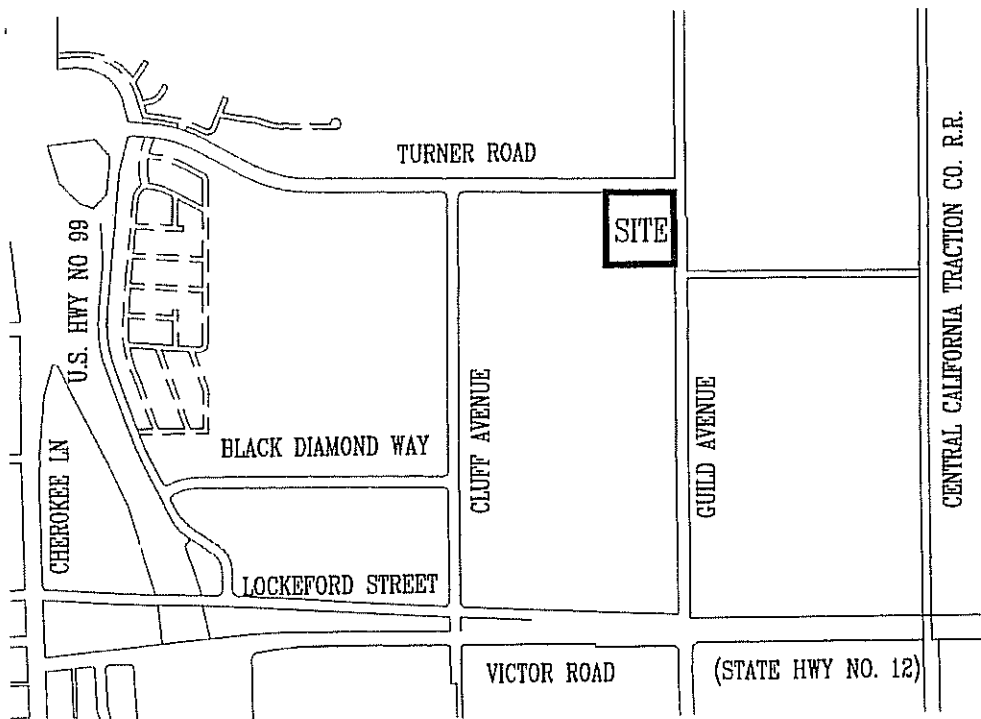 TURNER ROAD
SITE
U.S. HWY NO 99
CENTRAL CALIFORNIA TRACTION CO. R.R.
CLUFF AVENUE
GUILD AVENUE
BLACK DIAMOND WAY
CHEROKEE LN
LOCKEFORD STREET
VICTOR ROAD
(STATE HWY NO. 12)